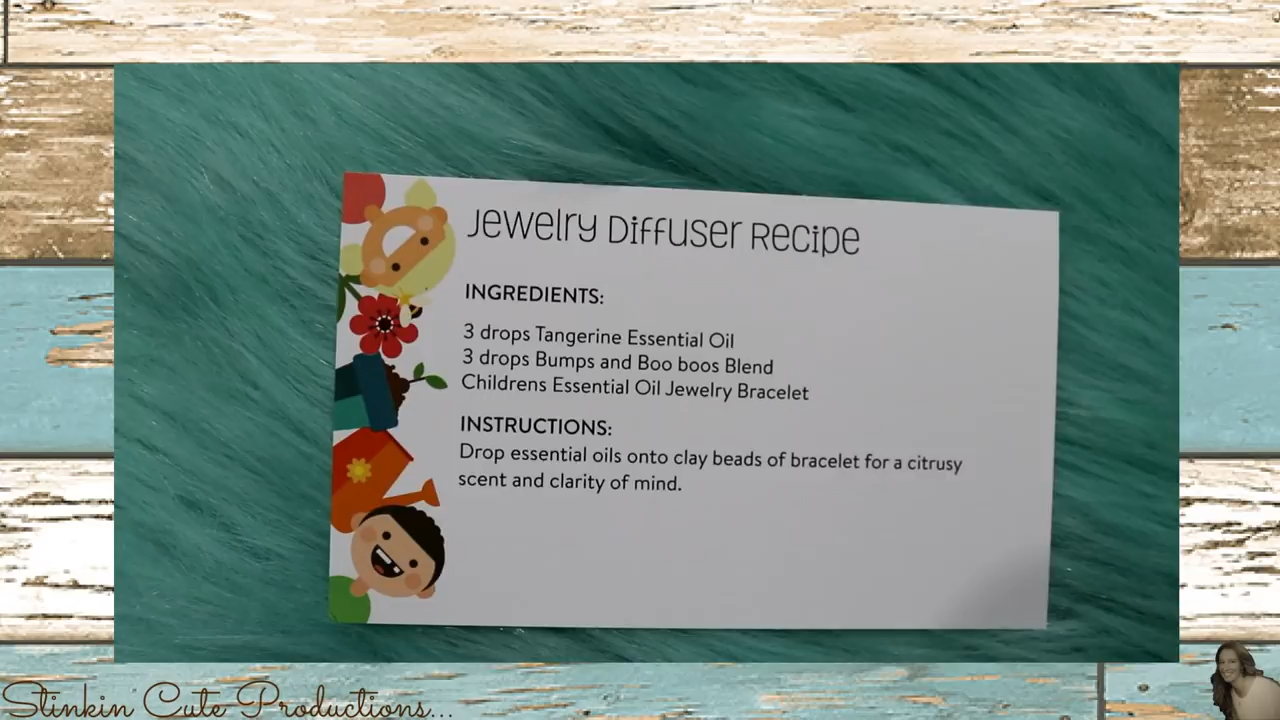 Jewelry Diffuser Recipe
INGREDIENTS:
3 drops Tangerine Essential Oil
3 drops Bumps and Boo boos Blend
Childrens Essential Oil Jewelry Bracelet
INSTRUCTIONS:
Drop essential oils onto clay beads of bracelet for a citrusy
scent and clarity of mind.
Stinkin Cute Productions...